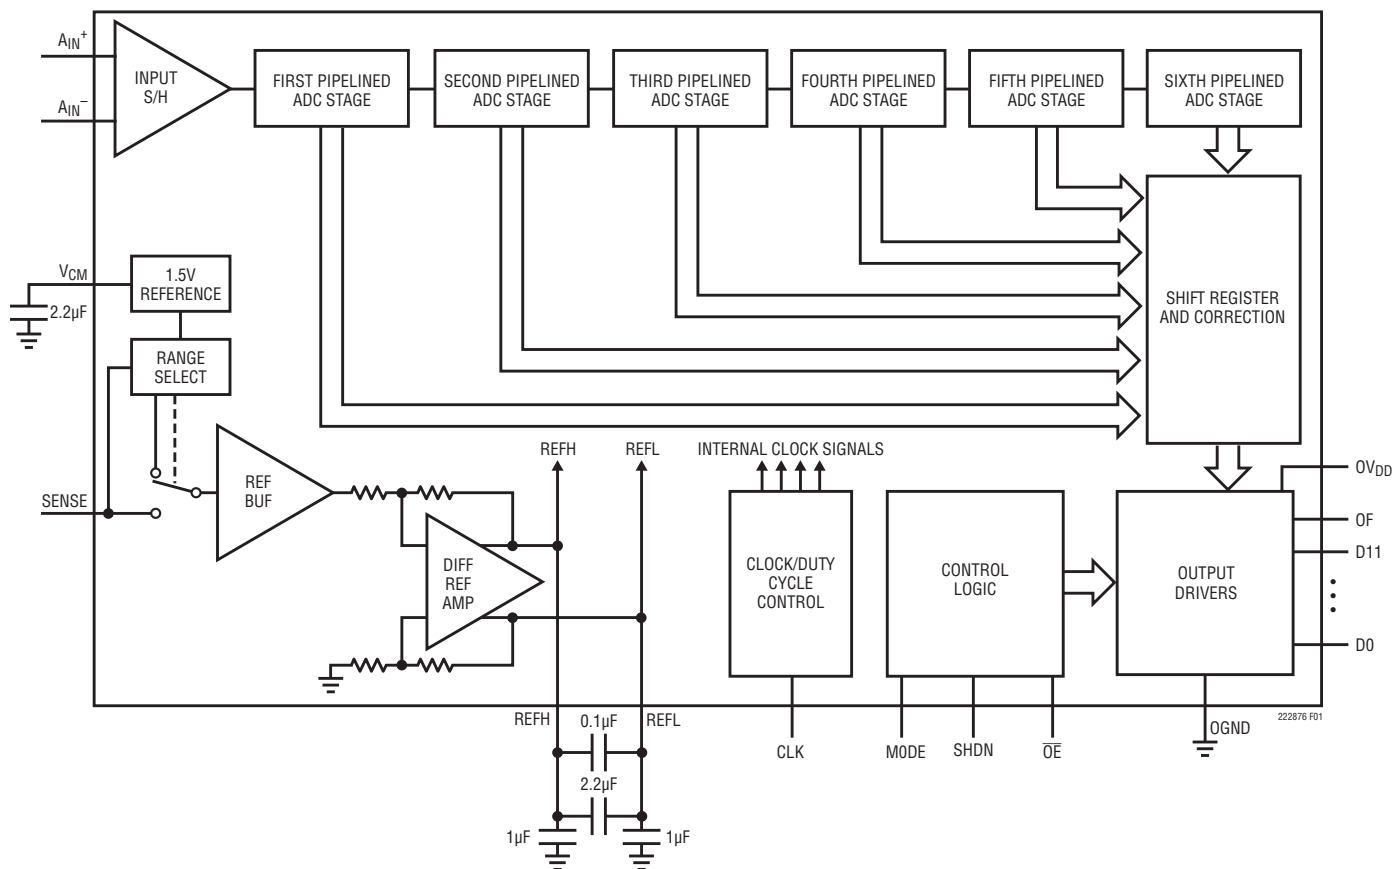 AIN+
AIN−
INPUT
S/H
FIRST PIPELINED
ADC STAGE
SECOND PIPELINED
ADC STAGE
THIRD PIPELINED
ADC STAGE
FOURTH PIPELINED
ADC STAGE
FIFTH PIPELINED
ADC STAGE
SIXTH PIPELINED
ADC STAGE
SHIFT REGISTER
AND CORRECTION
VCM
2.2µF
1.5V
REFERENCE
RANGE
SELECT
SENSE
REF
BUF
DIFF
REF
AMP
REFH
REFL
INTERNAL CLOCK SIGNALS
CLOCK/DUTY
CYCLE
CONTROL
CONTROL
LOGIC
OUTPUT
DRIVERS
OVDD
OF
D11
D0
REFH
0.1µF
REFL
2.2µF
1µF
1µF
CLK
MODE
SHDN
O̅E̅
OGND
222876 F01